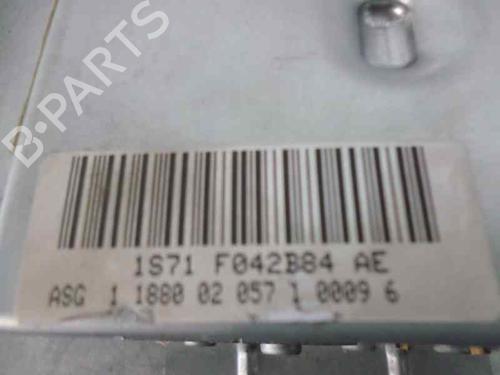 B-PARTS
1S71 F042B84 AE
ASG 1 1880 02 057 1 0009 6